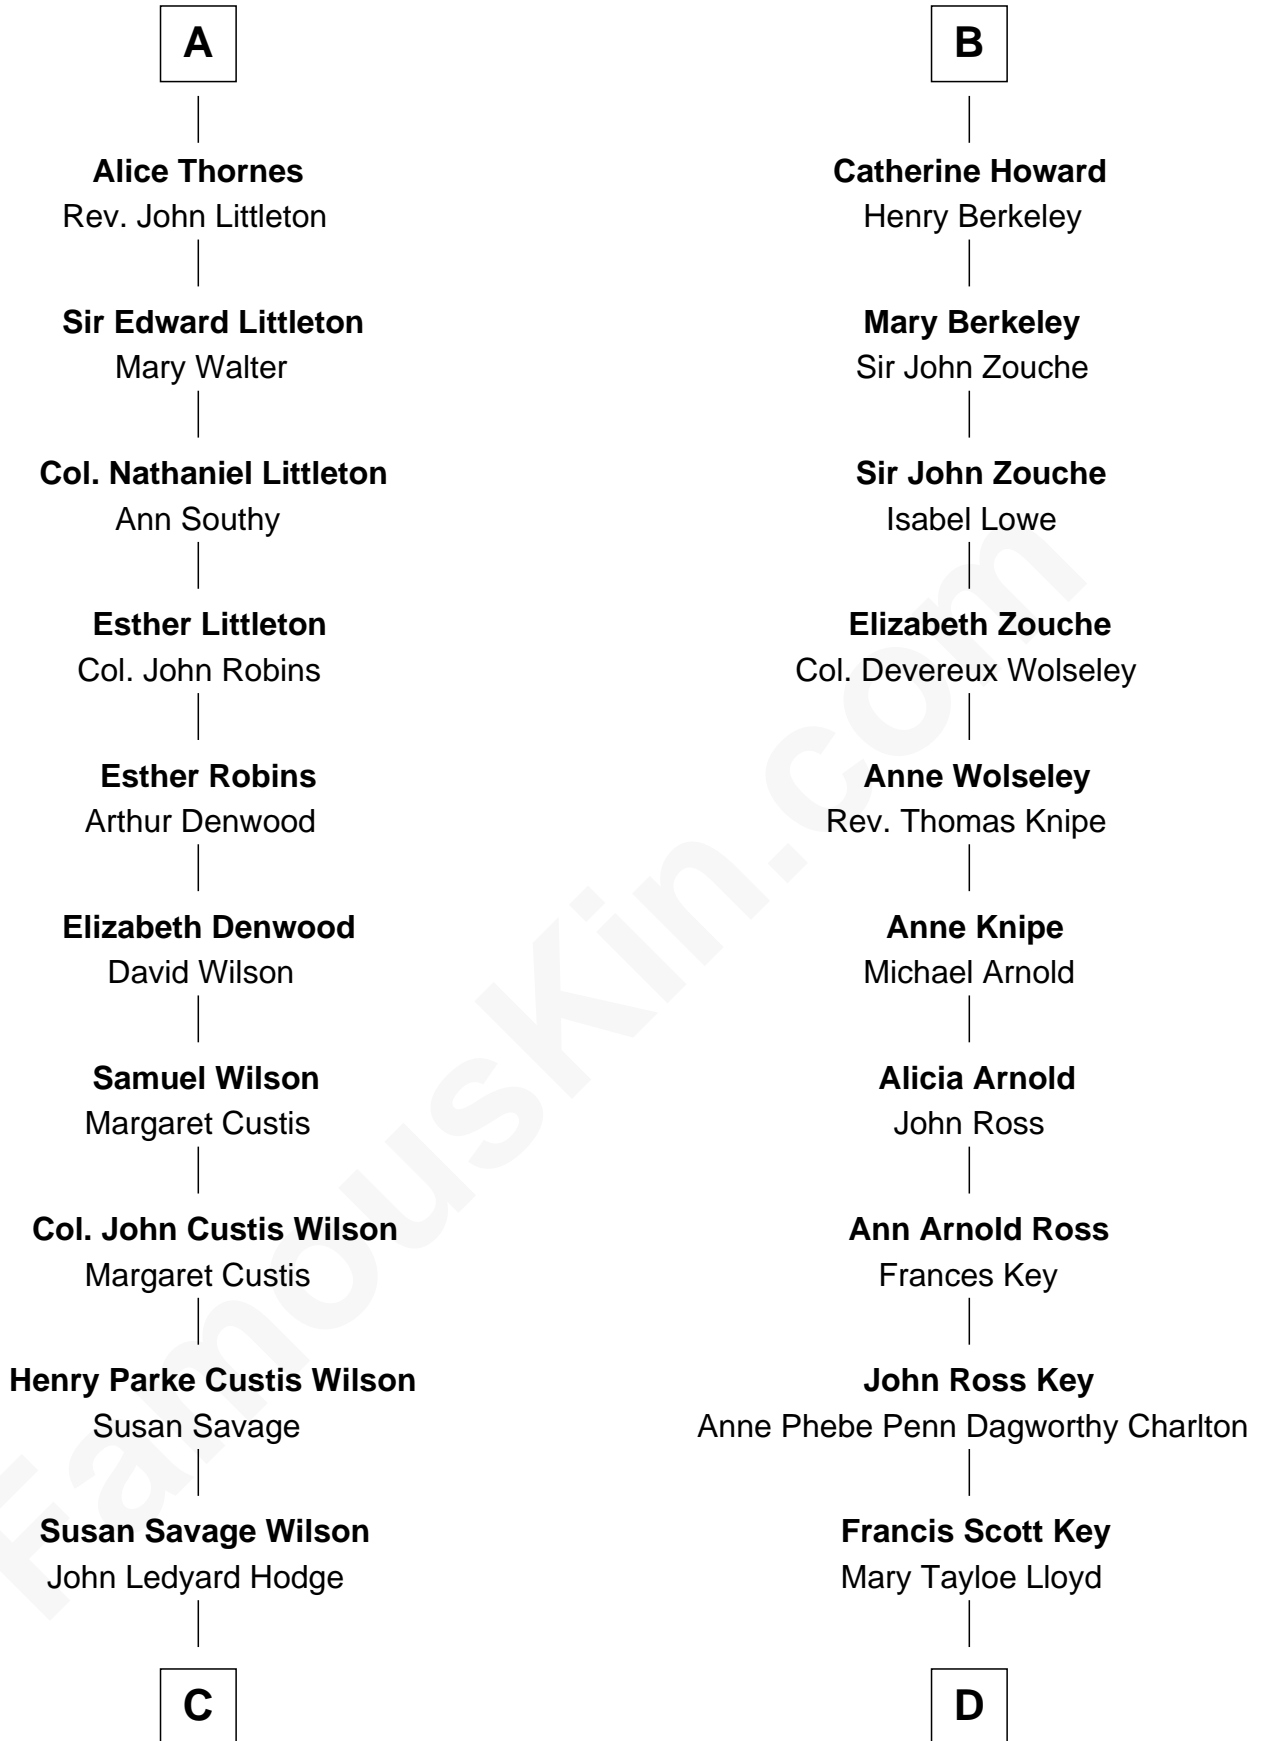 A
Alice Thornes
Rev. John Littleton
Sir Edward Littleton
Mary Walter
Col. Nathaniel Littleton
Ann Southy
Esther Littleton
Col. John Robins
Esther Robins
Arthur Denwood
Elizabeth Denwood
David Wilson
Samuel Wilson
Margaret Custis
Col. John Custis Wilson
Margaret Custis
Henry Parke Custis Wilson
Susan Savage
Susan Savage Wilson
John Ledyard Hodge
C
B
Catherine Howard
Henry Berkeley
Mary Berkeley
Sir John Zouche
Sir John Zouche
Isabel Lowe
Elizabeth Zouche
Col. Devereux Wolseley
Anne Wolseley
Rev. Thomas Knipe
Anne Knipe
Michael Arnold
Alicia Arnold
John Ross
Ann Arnold Ross
Frances Key
John Ross Key
Anne Phebe Penn Dagworthy Charlton
Francis Scott Key
Mary Tayloe Lloyd
D
FamousKin.com